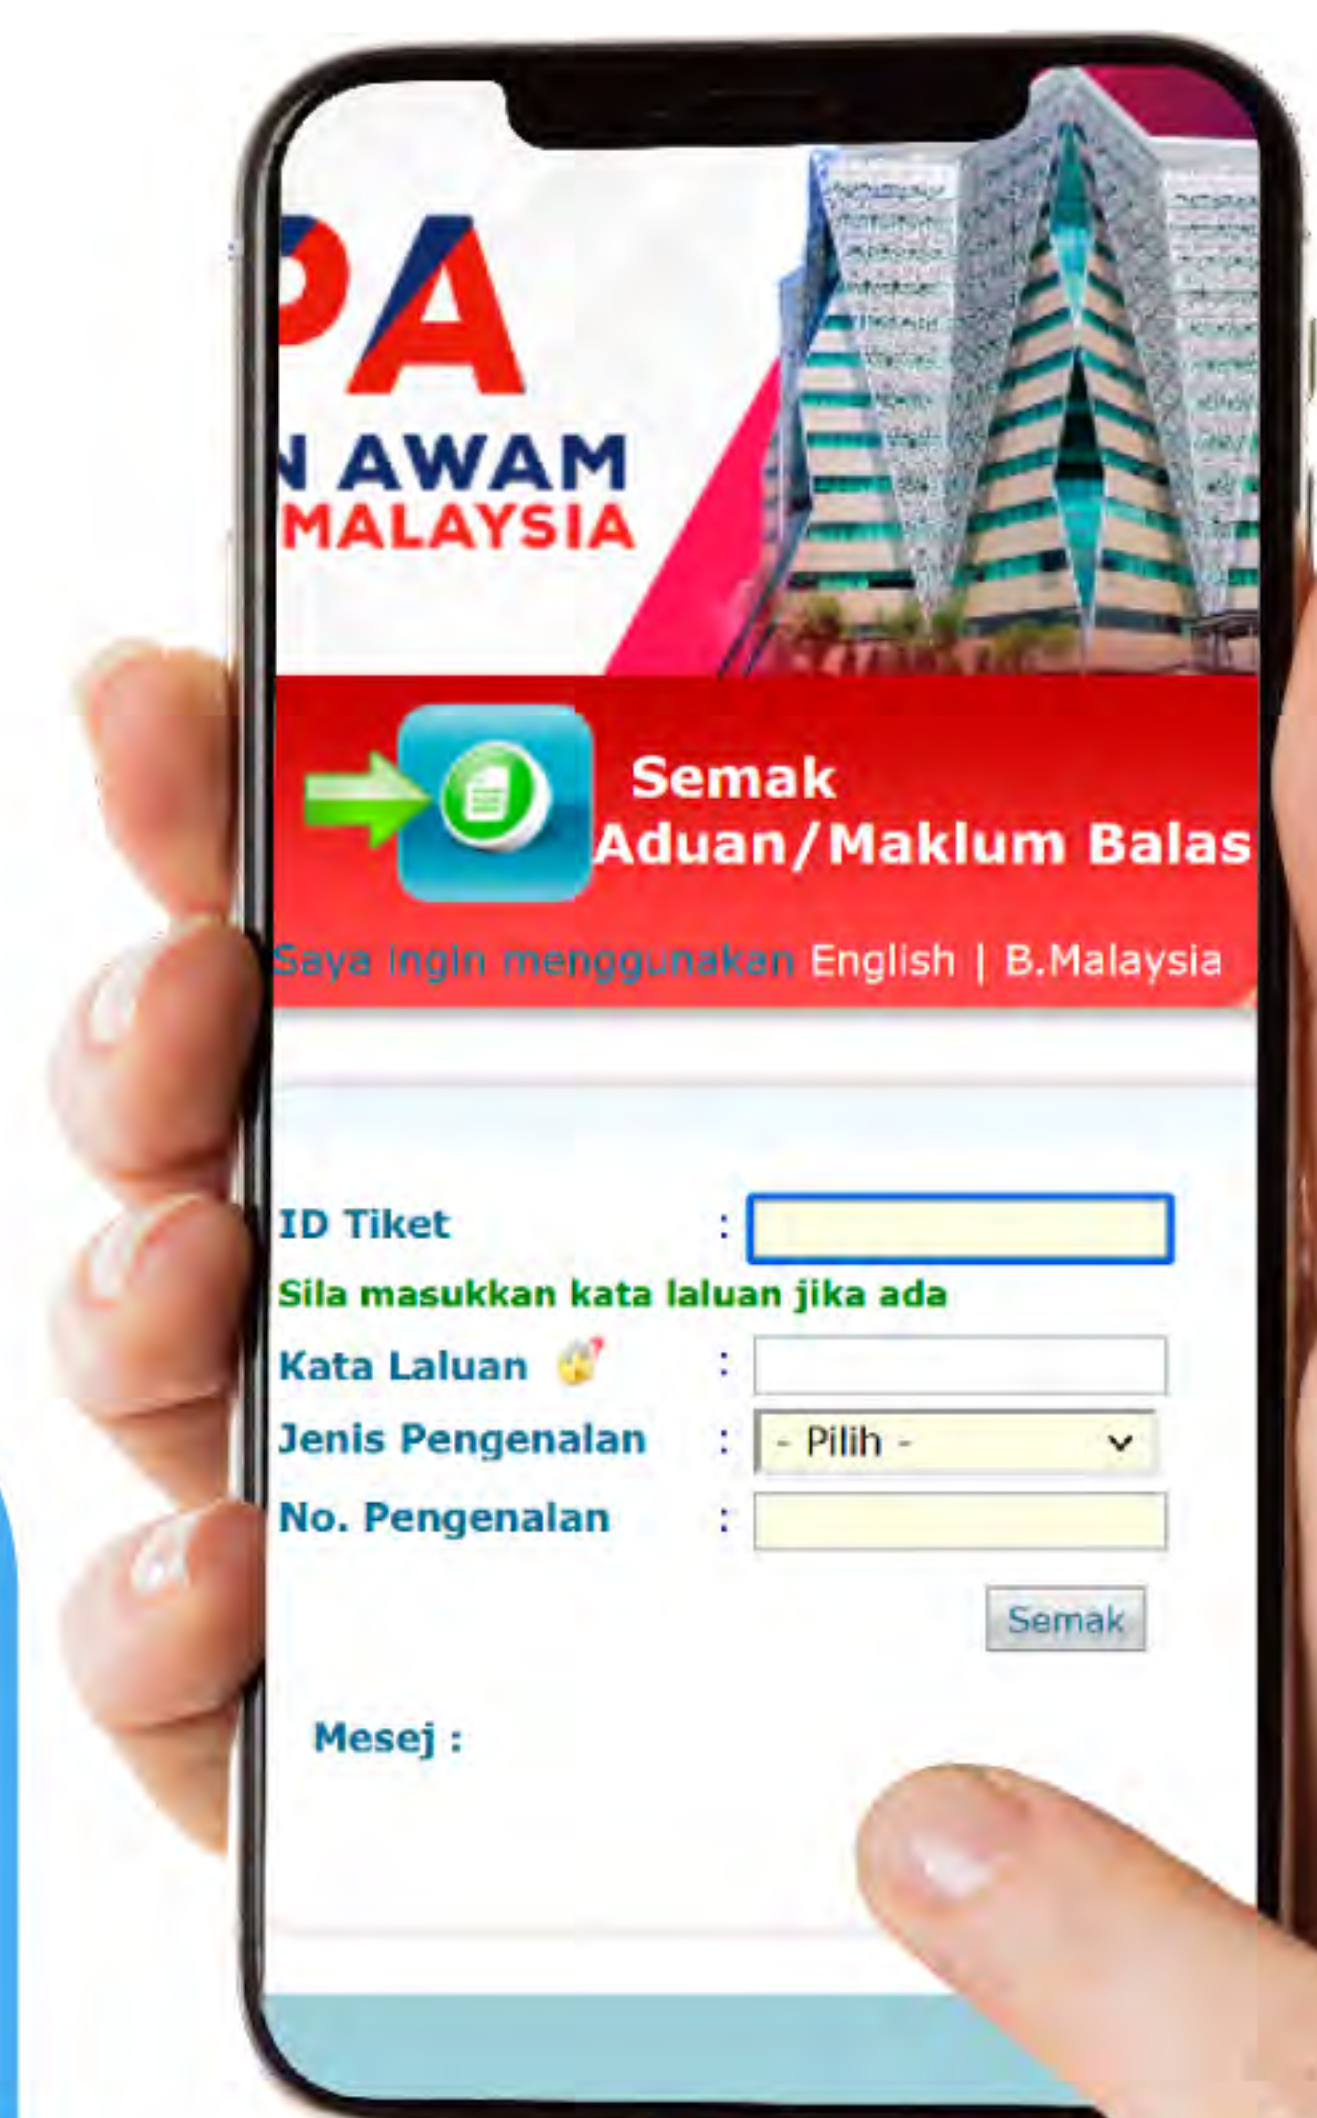 PA
N AWAM
MALAYSIA
Semak
Aduan/Maklum Balas
Saya ingin menggunakan English | B.Malaysia
ID Tiket :
Sila masukkan kata laluan jika ada
Kata Laluan :
Jenis Pengenalan : - Pilih -
No. Pengenalan :
Semak
Mesej :